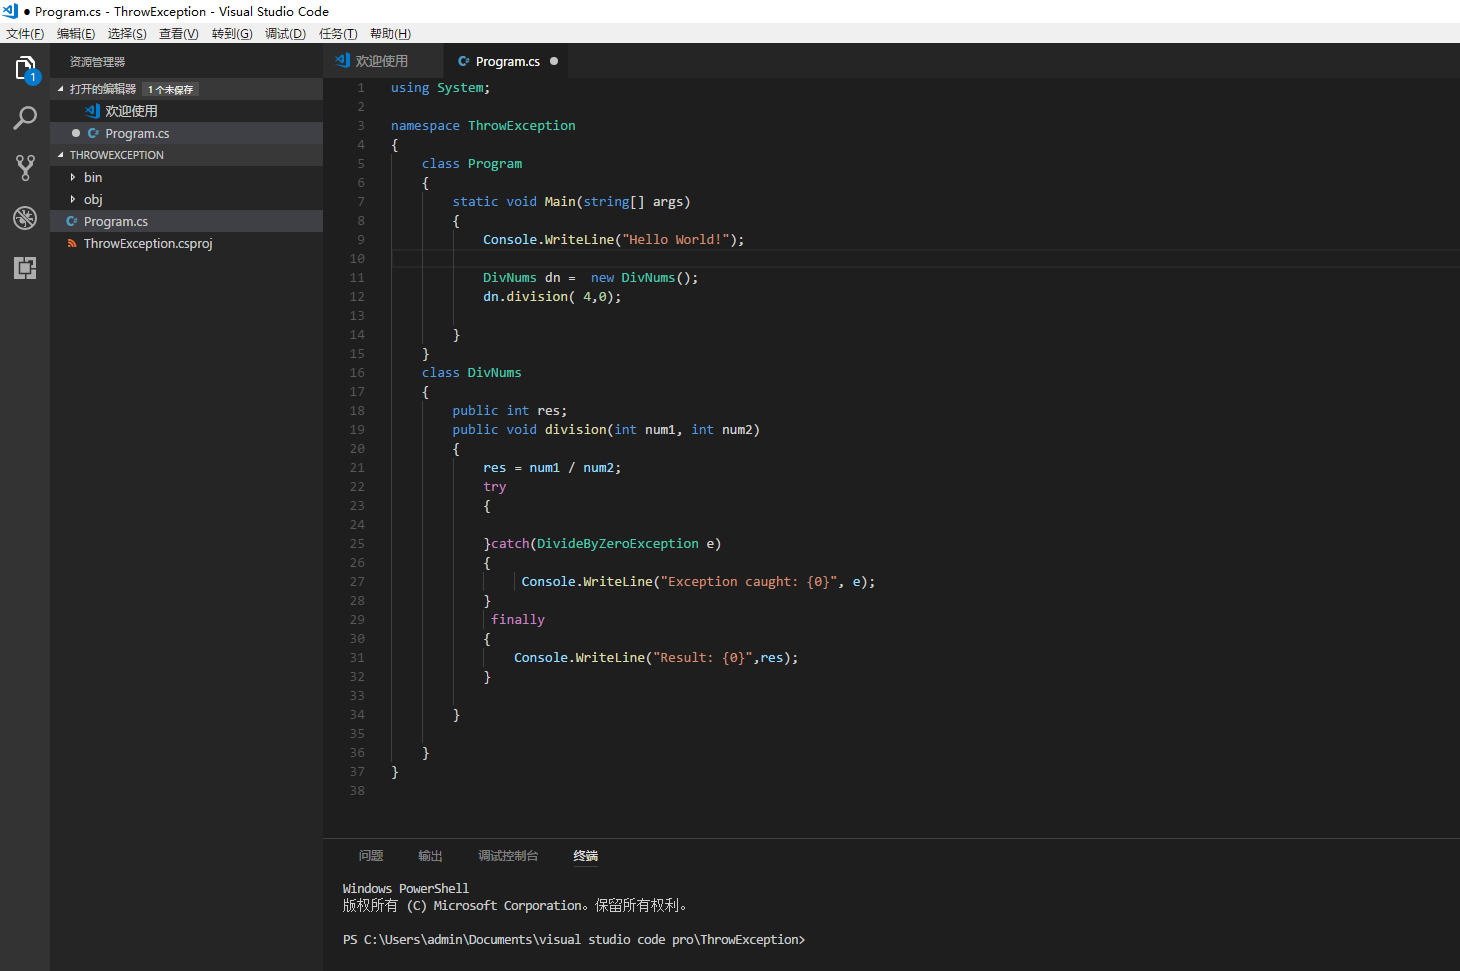 ● Program.cs - ThrowException - Visual Studio Code
文件(F) 编辑(E) 选择(S) 查看(V) 转到(G) 调试(D) 任务(T) 帮助(H)
1
资源管理器
打开的编辑器 1 个未保存
欢迎使用
Program.cs
THROWEXCEPTION
bin
obj
Program.cs
ThrowException.csproj
欢迎使用 Program.cs
1 using System;
2
3 namespace ThrowException
4 {
5     class Program
6     {
7         static void Main(string[] args)
8         {
9             Console.WriteLine("Hello World!");
10
11             DivNums dn =  new DivNums();
12             dn.division( 4,0);
13
14         }
15     }
16     class DivNums
17     {
18         public int res;
19         public void division(int num1, int num2)
20         {
21             res = num1 / num2;
22             try
23             {
24
25             }catch(DivideByZeroException e)
26             {
27                  Console.WriteLine("Exception caught: {0}", e);
28             }
29              finally
30             {
31                 Console.WriteLine("Result: {0}",res);
32             }
33
34         }
35
36     }
37 }
38
问题 输出 调试控制台 终端
Windows PowerShell
版权所有 (C) Microsoft Corporation。保留所有权利。
PS C:\Users\admin\Documents\visual studio code pro\ThrowException>